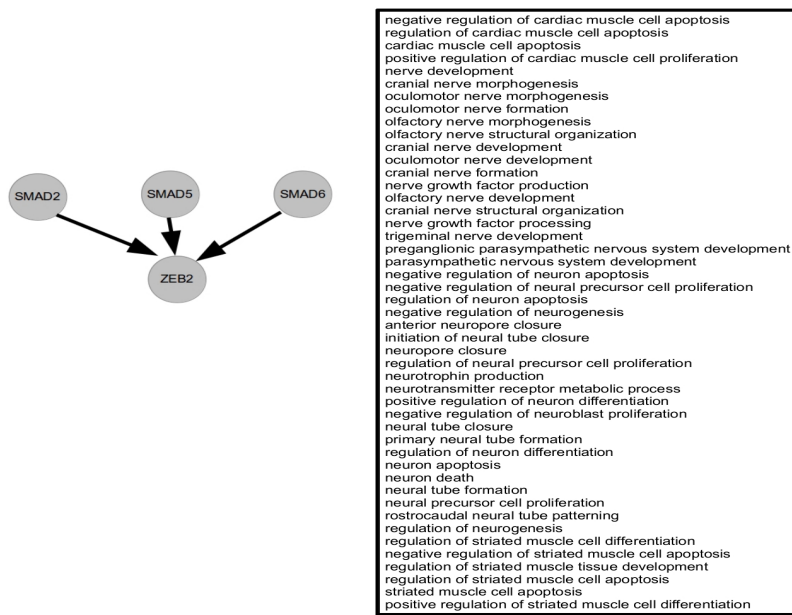 SMAD2
SMAD5
SMAD6
ZEB2
negative regulation of cardiac muscle cell apoptosis
regulation of cardiac muscle cell apoptosis
cardiac muscle cell apoptosis
positive regulation of cardiac muscle cell proliferation
nerve development
cranial nerve morphogenesis
oculomotor nerve morphogenesis
oculomotor nerve formation
olfactory nerve morphogenesis
olfactory nerve structural organization
cranial nerve development
oculomotor nerve development
cranial nerve formation
nerve growth factor production
olfactory nerve development
cranial nerve structural organization
nerve growth factor processing
trigeminal nerve development
preganglionic parasympathetic nervous system development
parasympathetic nervous system development
negative regulation of neuron apoptosis
negative regulation of neural precursor cell proliferation
regulation of neuron apoptosis
negative regulation of neurogenesis
anterior neuropore closure
initiation of neural tube closure
neuropore closure
regulation of neural precursor cell proliferation
neurotrophin production
neurotransmitter receptor metabolic process
positive regulation of neuron differentiation
negative regulation of neuroblast proliferation
neural tube closure
primary neural tube formation
regulation of neuron differentiation
neuron apoptosis
neuron death
neural tube formation
neural precursor cell proliferation
rostrocaudal neural tube patterning
regulation of neurogenesis
regulation of striated muscle cell differentiation
negative regulation of striated muscle cell apoptosis
regulation of striated muscle tissue development
regulation of striated muscle cell apoptosis
striated muscle cell apoptosis
positive regulation of striated muscle cell differentiation